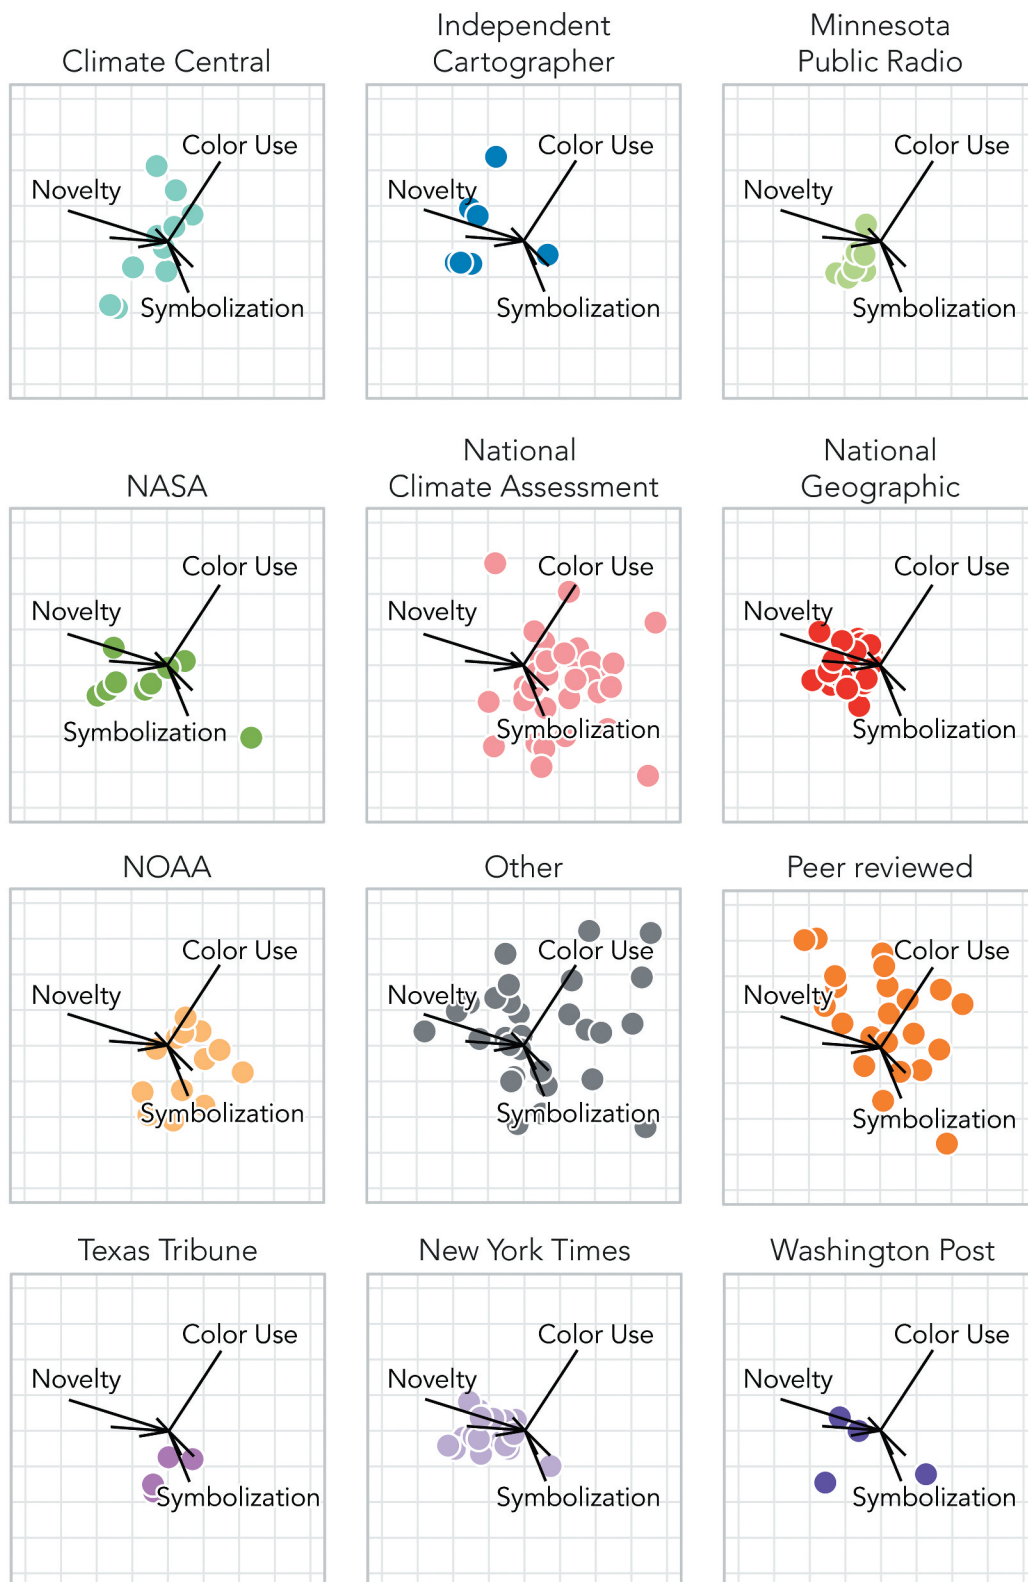 Climate Central
Independent
Cartographer
Minnesota
Public Radio
Color Use
Novelty
Symbolization
Color Use
Novelty
Symbolization
Color Use
Novelty
Symbolization
NASA
National
Climate Assessment
National
Geographic
Color Use
Novelty
Symbolization
Color Use
Novelty
Symbolization
Color Use
Novelty
Symbolization
NOAA
Other
Peer reviewed
Color Use
Novelty
Symbolization
Color Use
Novelty
Symbolization
Color Use
Novelty
Symbolization
Texas Tribune
New York Times
Washington Post
Color Use
Novelty
Symbolization
Color Use
Novelty
Symbolization
Color Use
Novelty
Symbolization